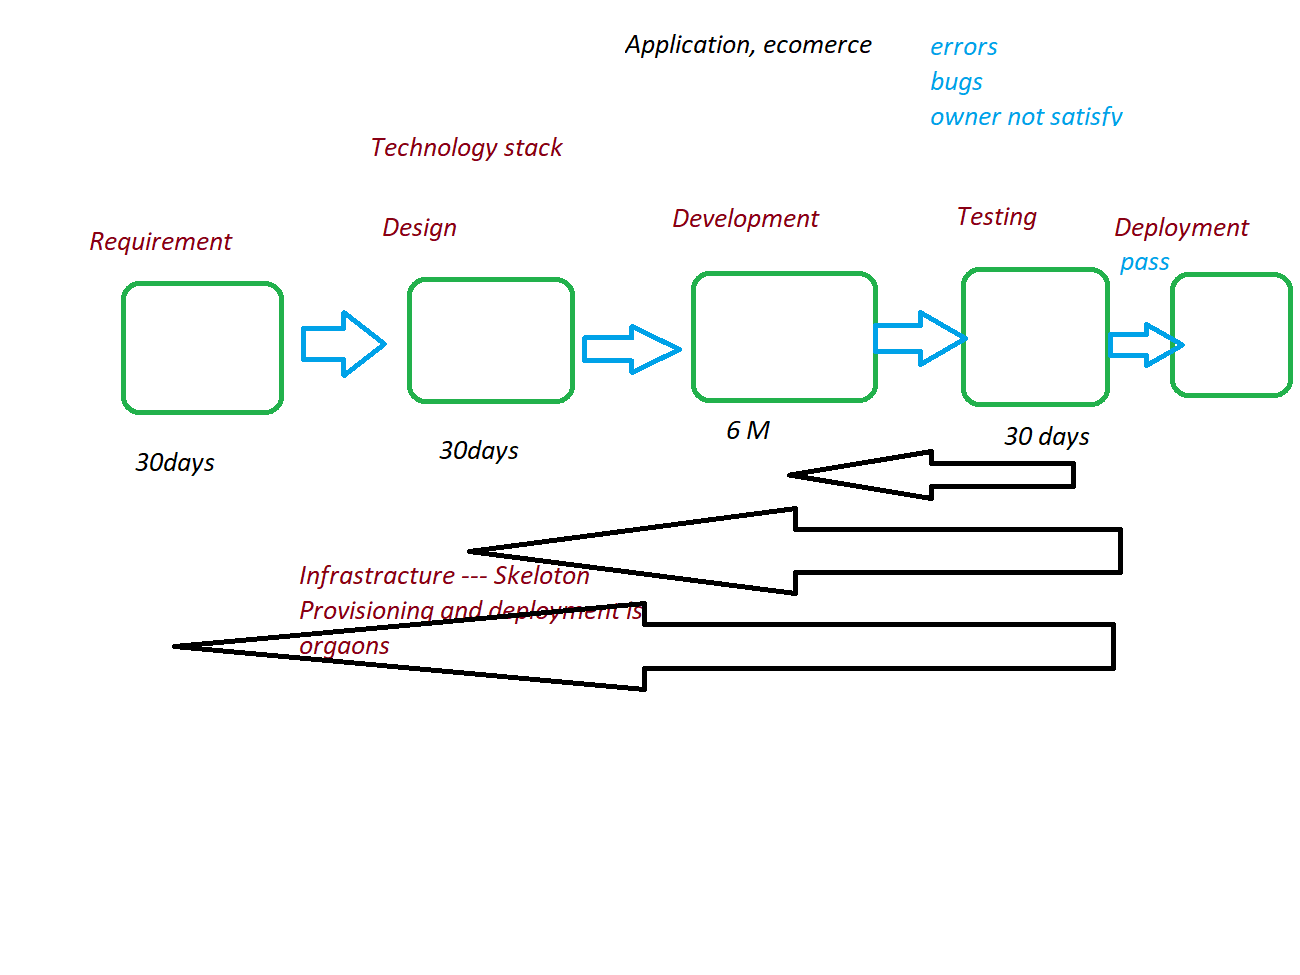 Application, ecomerce
errors
bugs
owner not satisfy
Technology stack
Requirement
Design
Development
Testing
Deployment
pass
30days
30days
6 M
30 days
Infrastracture --- Skeloton
Provisioning and deployment is
orgaons